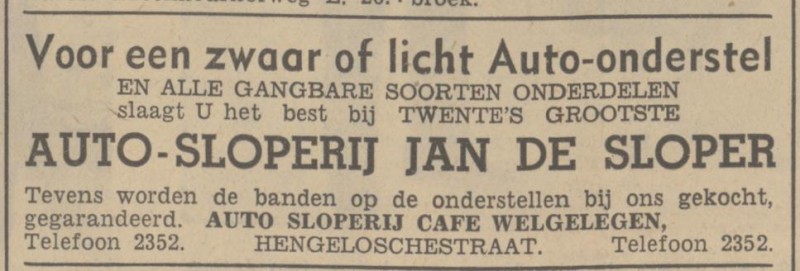 Voor een zwaar of licht Auto-onderstel
EN ALLE GANGBARE SOORTEN ONDERDELEN
slaagt U het best bij TWENTE'S GROOTSTE
AUTO-SLOPERIJ JAN DE SLOPER
Tevens worden de banden op de onderstellen bij ons gekocht,
gegarandeerd. AUTO SLOPERIJ CAFE WELGELEGEN,
Telefoon 2352. HENGELOSCHESTRAAT. Telefoon 2352.